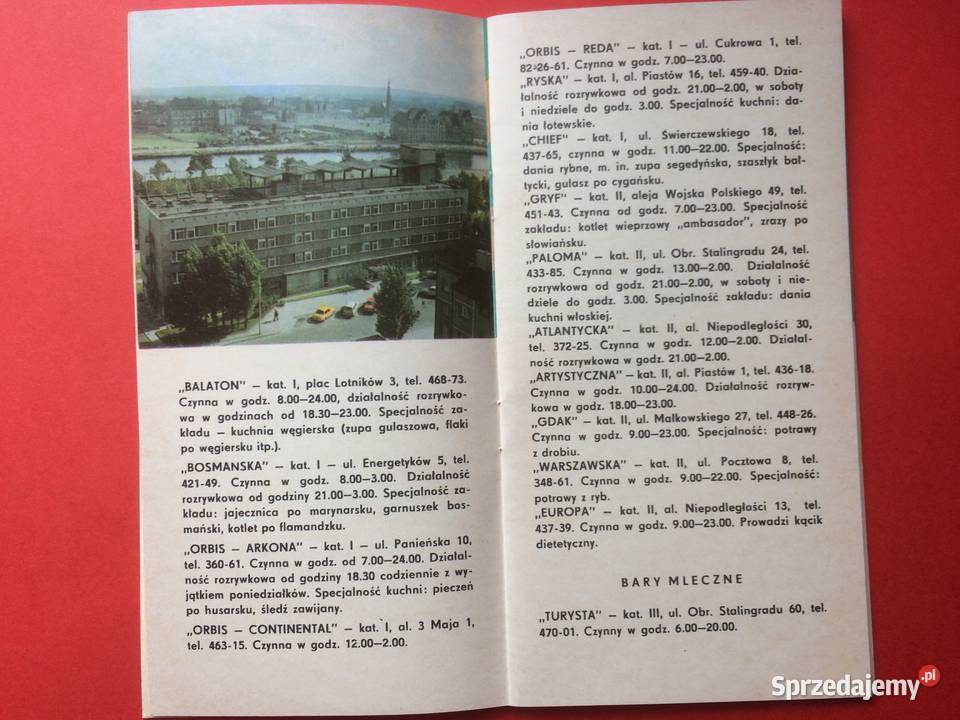 „BALATON” — kat. I, plac Lotników 3, tel. 468-73.
Czynna w godz. 8.00—24.00, działalność rozrywko-
wa w godzinach od 18.30—23.00. Specjalność za-
kładu — kuchnia węgierska (zupa gulaszowa, flaki
po węgiersku itp.).
„BOSMANSKA” — kat. I — ul. Energetyków 5, tel.
421-49. Czynna w godz. 8.00—3.00. Działalność
rozrywkowa od godziny 21.00—3.00. Specjalność za-
kładu: jajecznica po marynarsku, garnuszek bos-
mański, kotlet po flamandzku.
„ORBIS — ARKONA” — kat. I — ul. Panieńska 10,
tel. 360-61. Czynna w godz. od 7.00—24.00. Działal-
ność rozrywkowa od godziny 18.30 codziennie z wy-
jątkiem poniedziałków. Specjalność kuchni: pieczeń
po husarsku, śledź zawijany.
„ORBIS — CONTINENTAL” — kat. I, al. 3 Maja 1,
tel. 463-15. Czynna w godz. 12.00—2.00.
„ORBIS — REDA” — kat. I — ul. Cukrowa 1, tel.
82-26-61. Czynna w godz. 7.00—23.00.
„RYSKA” — kat. I, al. Piastów 16, tel. 459-40. Dzia-
łalność rozrywkowa od godz. 21.00—2.00, w soboty
i niedziele do godz. 3.00. Specjalność kuchni: da-
nia łotewskie.
„CHIEF” — kat. I, ul. Świerczewskiego 18, tel.
437-65, czynna w godz. 11.00—22.00. Specjalność:
dania rybne, m. in. zupa segedyńska, szaszłyk bał-
tycki, gulasz po cygańsku.
„GRYF” — kat. II, aleja Wojska Polskiego 49, tel.
451-43. Czynna od godz. 7.00—23.00. Specjalność
zakładu: kotlet wieprzowy „ambasador”, zrazy po
słowiańsku.
„PALOMA” — kat. II, ul. Obr. Stalingradu 24, tel.
433-85. Czynna w godz. 13.00—2.00. Działalność
rozrywkowa od godz. 21.00—2.00, w soboty i nie-
dziele do godz. 3.00. Specjalność zakładu: dania
kuchni włoskiej.
„ATLANTYCKA” — kat. II, al. Niepodległości 30,
tel. 372-25. Czynna w godz. 12.00—2.00. Działal-
ność rozrywkowa w godz. 21.00—2.00.
„ARTYSTYCZNA” — kat. II, al. Piastów 1, tel. 436-18.
Czynna w godz. 10.00—24.00. Działalność rozryw-
kowa w godz. 18.00—23.00.
„GDAK” — kat. II, ul. Małkowskiego 27, tel. 448-26.
Czynna w godz. 9.00—23.00. Specjalność: potrawy
z drobiu.
„WARSZAWSKA” — kat. II, ul. Pocztowa 8, tel.
348-61. Czynna w godz. 9.00—22.00. Specjalność:
potrawy z ryb.
„EUROPA” — kat. II, al. Niepodległości 13, tel.
437-39. Czynna w godz. 9.00—23.00. Prowadzi kącik
dietetyczny.
BARY MLECZNE
„TURYSTA” — kat. III, ul. Obr. Stalingradu 60, tel.
470-01. Czynny w godz. 6.00—20.00.
Sprzedajemy.pl